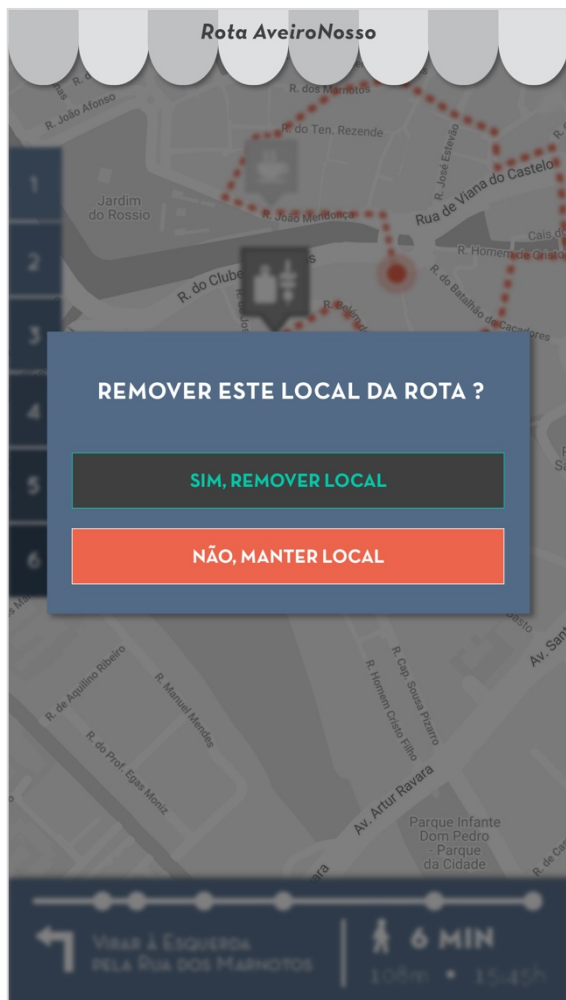 Rota AveiroNosso
R. dos Marnotos
R. João Afonso
R. do Ten. Rezende
R. José Estevão
1
Jardim
do Rossio
Rua de Viana do Castelo
R. João Mendonça
Cais do
2
R. Homem de Cristo
R. do Clube
R. do Batalhão de Caçadores
3
REMOVER ESTE LOCAL DA ROTA ?
4
SIM, REMOVER LOCAL
5
NÃO, MANTER LOCAL
6
Av. Sant
R. de Aquilino Ribeiro
R. Manuel Mendes
R. Cap. Sousa Pizarro
R. Homem Cristo Filho
R. do Prof. Egas Moniz
Av. Artur Ravara
Parque Infante
Dom Pedro
- Parque
da Cidade
R. de Ca
VIRAR À ESQUERDA
PELA RUA DOS MARNOTOS
6 MIN
108m • 15:45h